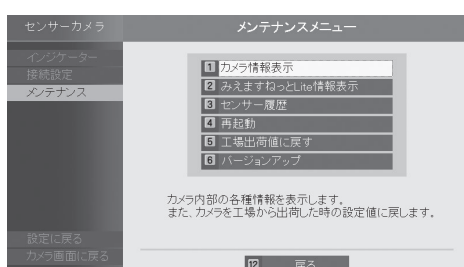 センサーカメラ
メンテナンスメニュー
インジケーター
接続設定
メンテナンス
1 カメラ情報表示
2 みえますねっとLite情報表示
3 センサー履歴
4 再起動
5 工場出荷値に戻す
6 バージョンアップ
カメラ内部の各種情報を表示します。
また、カメラを工場から出荷した時の設定値に戻します。
設定に戻る
カメラ画面に戻る
12 戻る